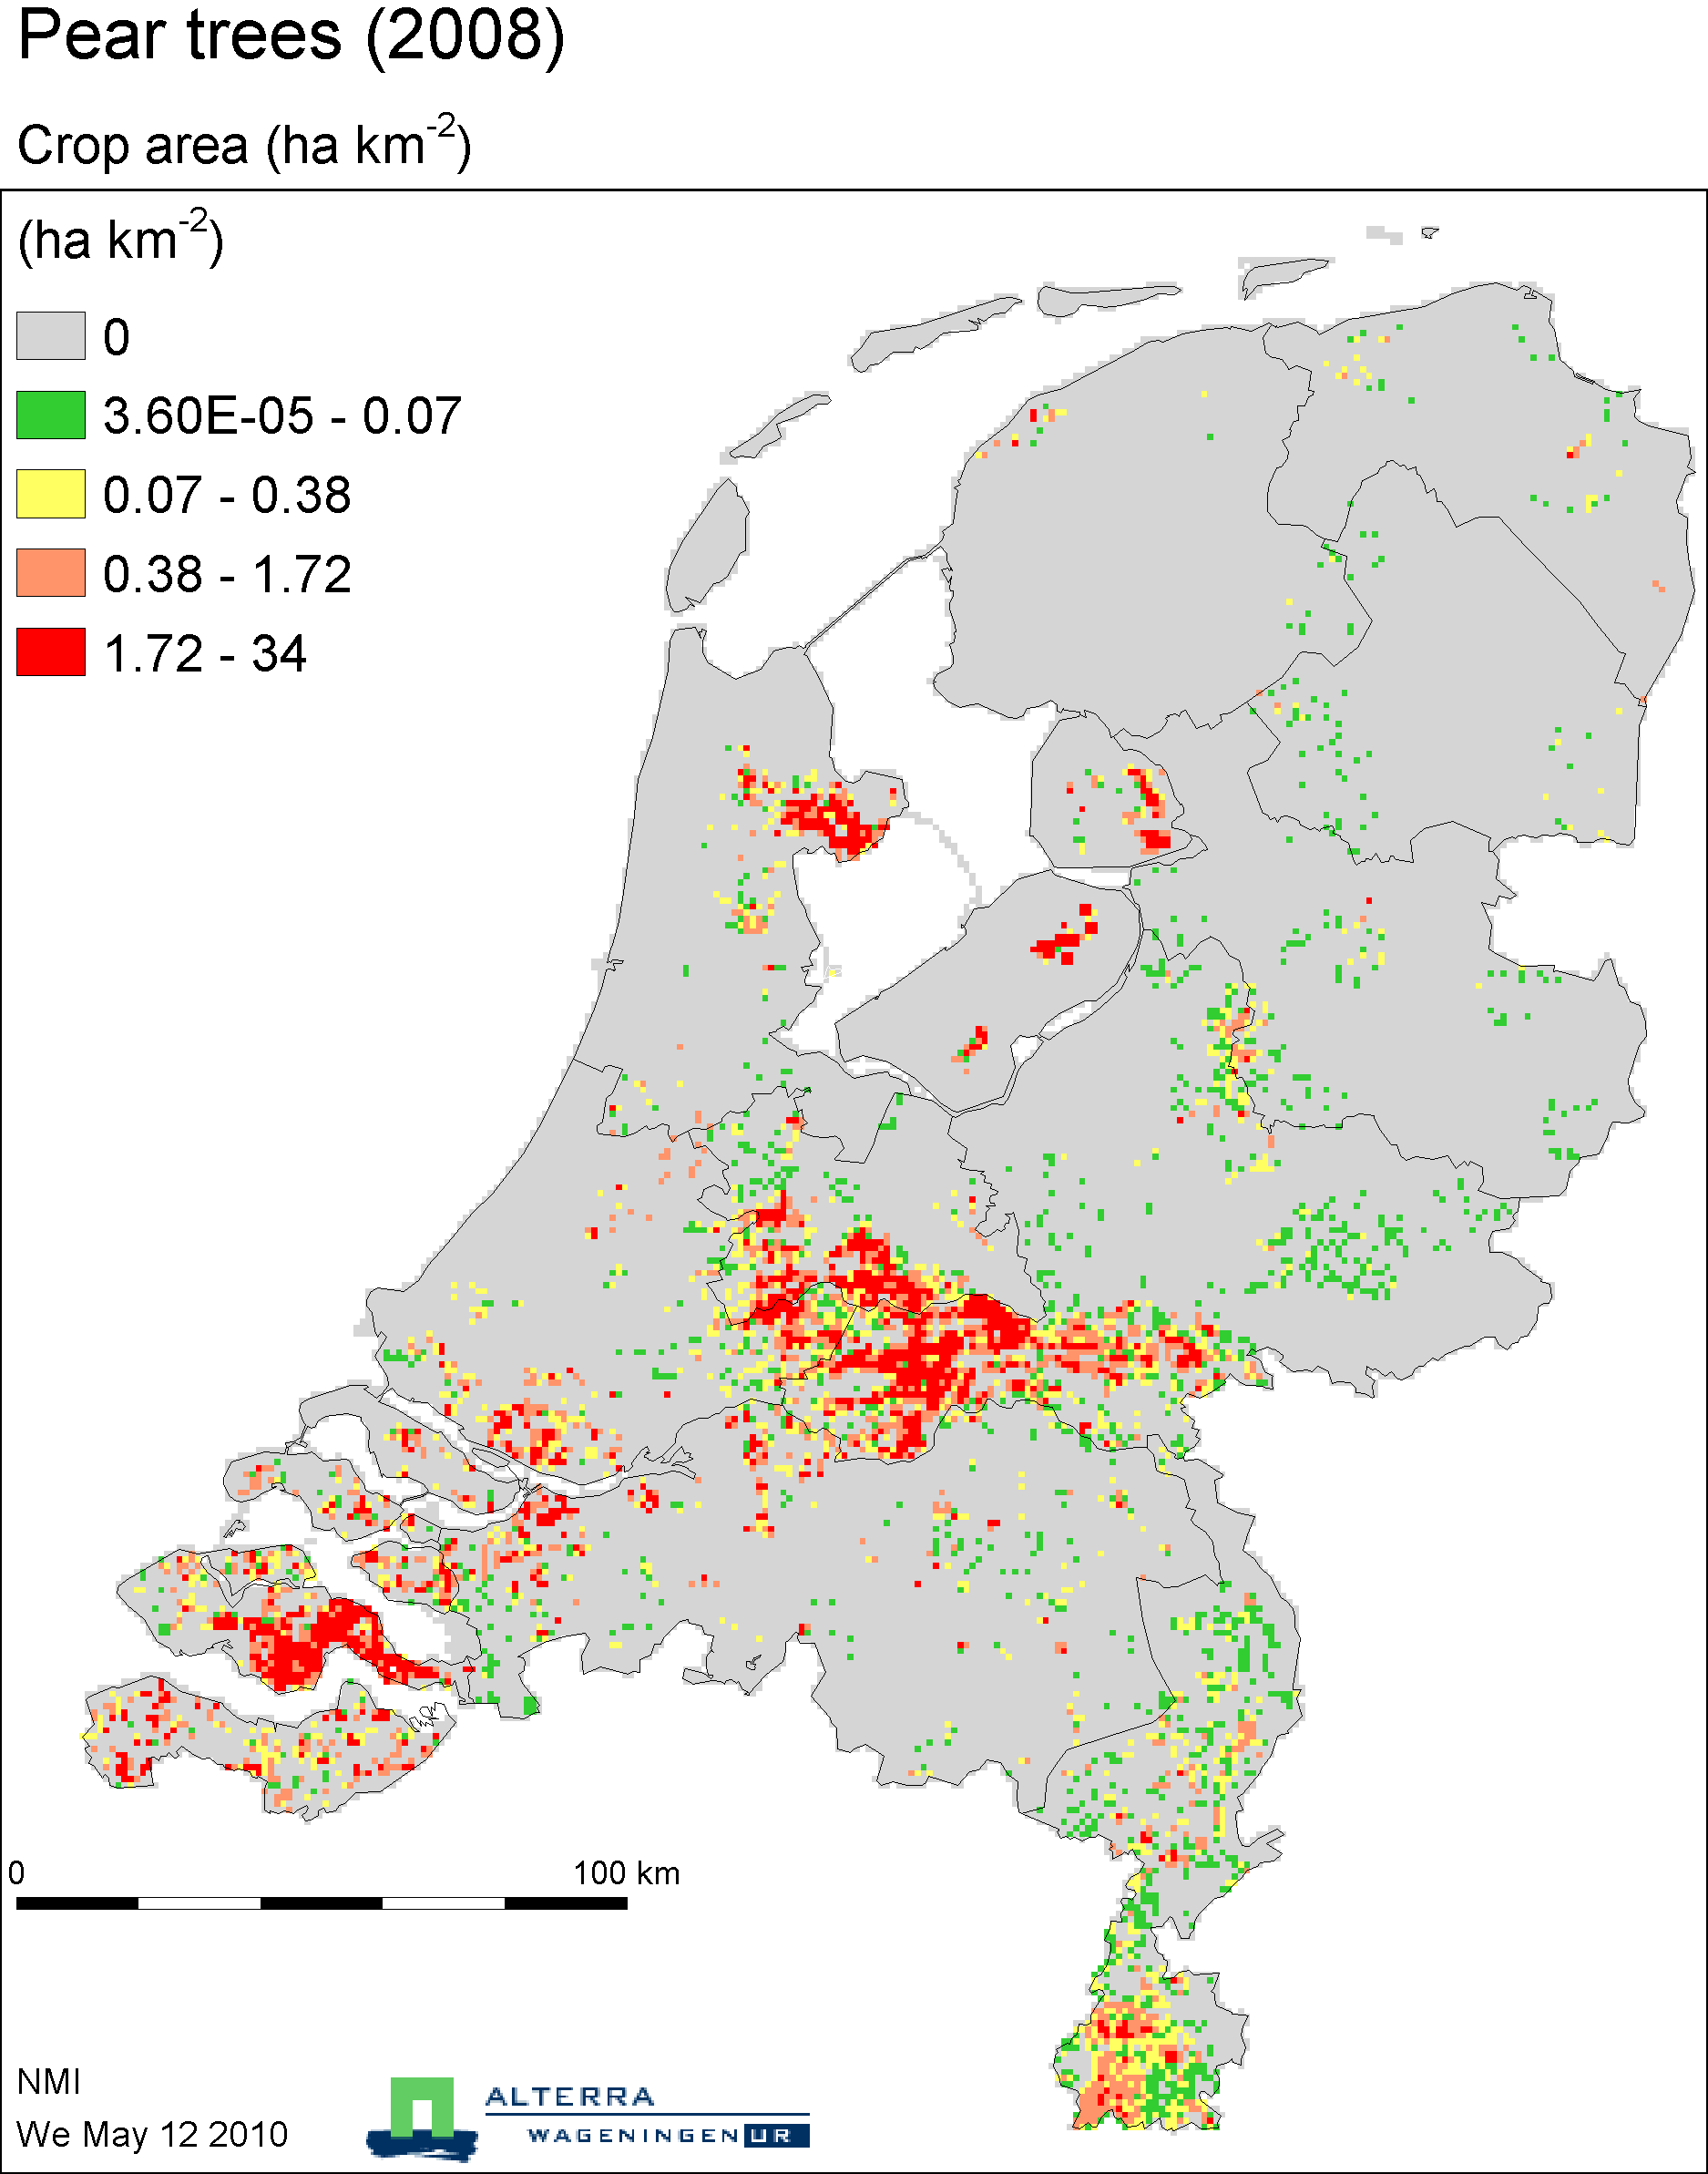 Pear trees (2008)
Crop area (ha km-2)
(ha km-2)
0
3.60E-05 - 0.07
0.07 - 0.38
0.38 - 1.72
1.72 - 34
0 100 km
NMI
We May 12 2010
ALTERRA
WAGENINGEN UR